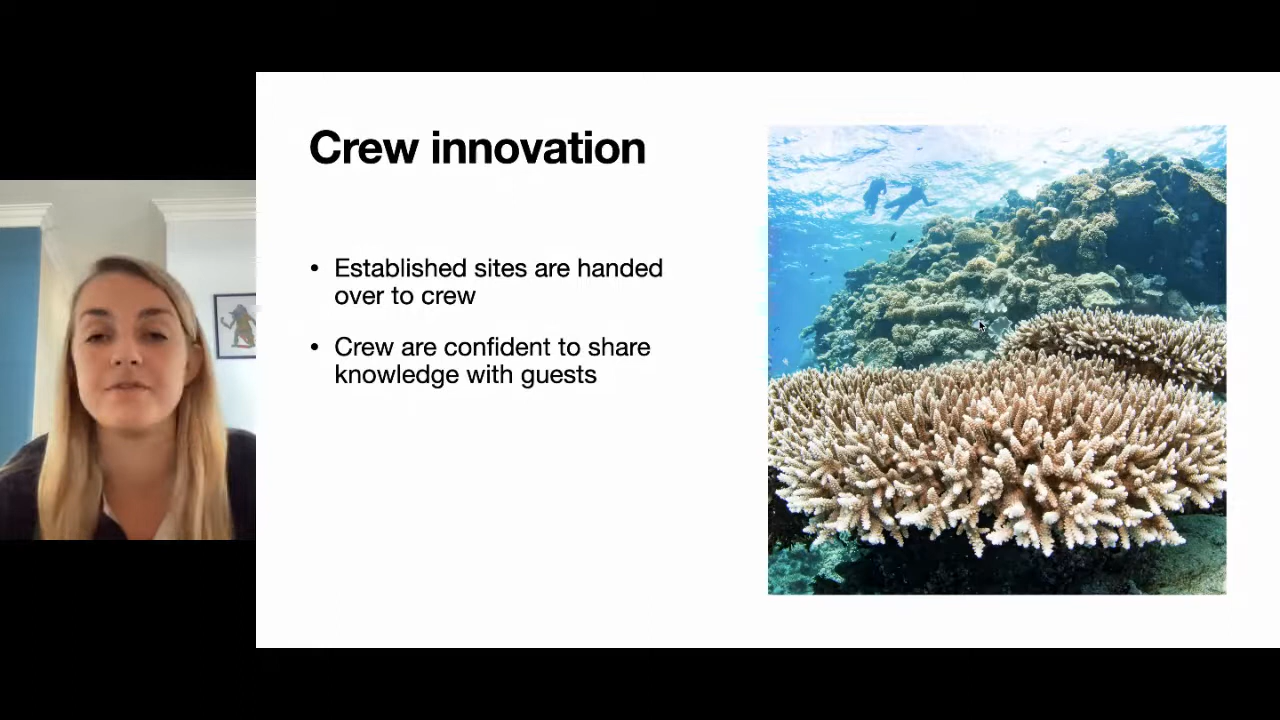 Crew innovation
• Established sites are handed
over to crew
• Crew are confident to share
knowledge with guests